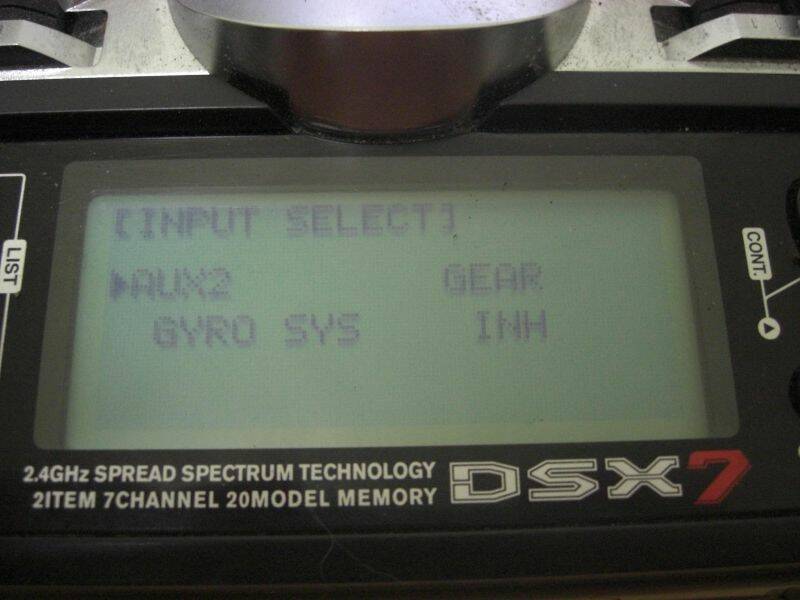 [INPUT SELECT]
▶AUX2 GEAR
GYRO SYS INH
LIST
CONT.
2.4GHz SPREAD SPECTRUM TECHNOLOGY
2ITEM 7CHANNEL 20MODEL MEMORY
DSX7